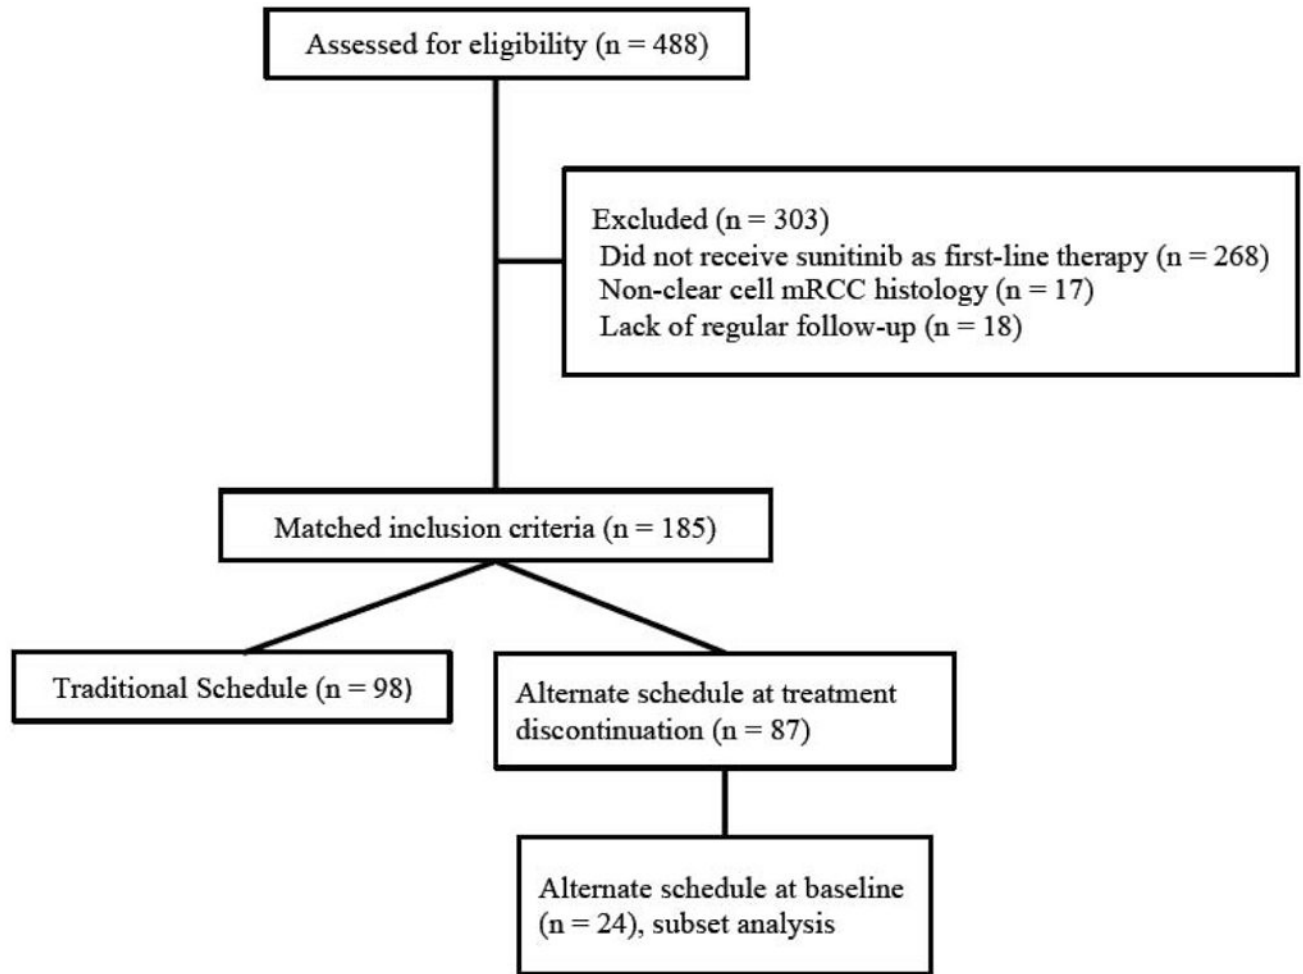 Assessed for eligibility (n = 488)
Excluded (n = 303)
Did not receive sunitinib as first-line therapy (n = 268)
Non-clear cell mRCC histology (n = 17)
Lack of regular follow-up (n = 18)
Matched inclusion criteria (n = 185)
Traditional Schedule (n = 98)
Alternate schedule at treatment
discontinuation (n = 87)
Alternate schedule at baseline
(n = 24), subset analysis